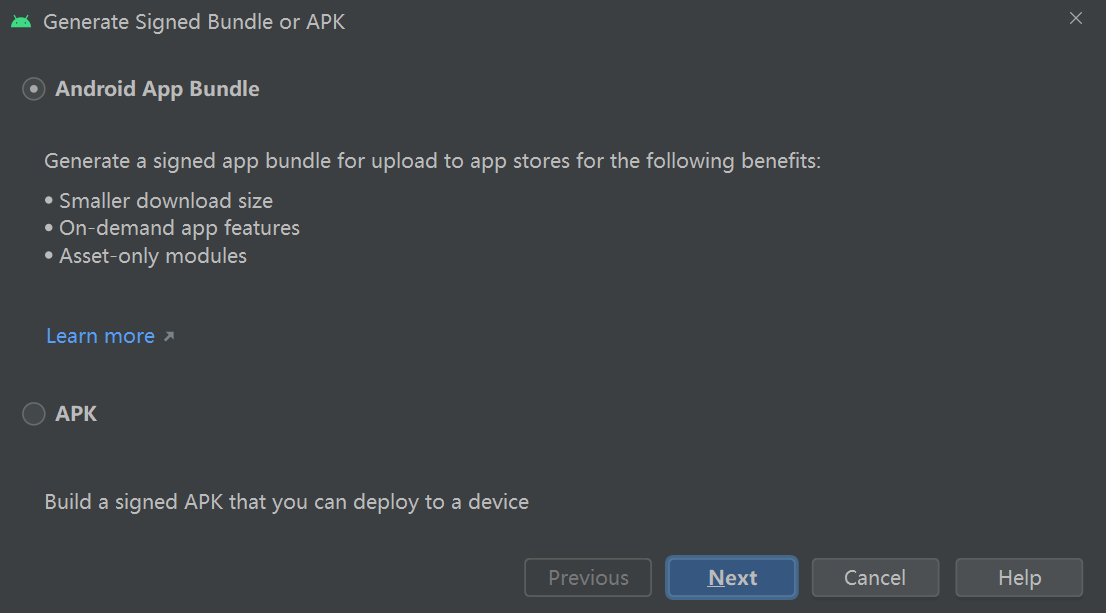 Generate Signed Bundle or APK
Android App Bundle
Generate a signed app bundle for upload to app stores for the following benefits:
• Smaller download size
• On-demand app features
• Asset-only modules
Learn more ↗
APK
Build a signed APK that you can deploy to a device
Previous Next Cancel Help